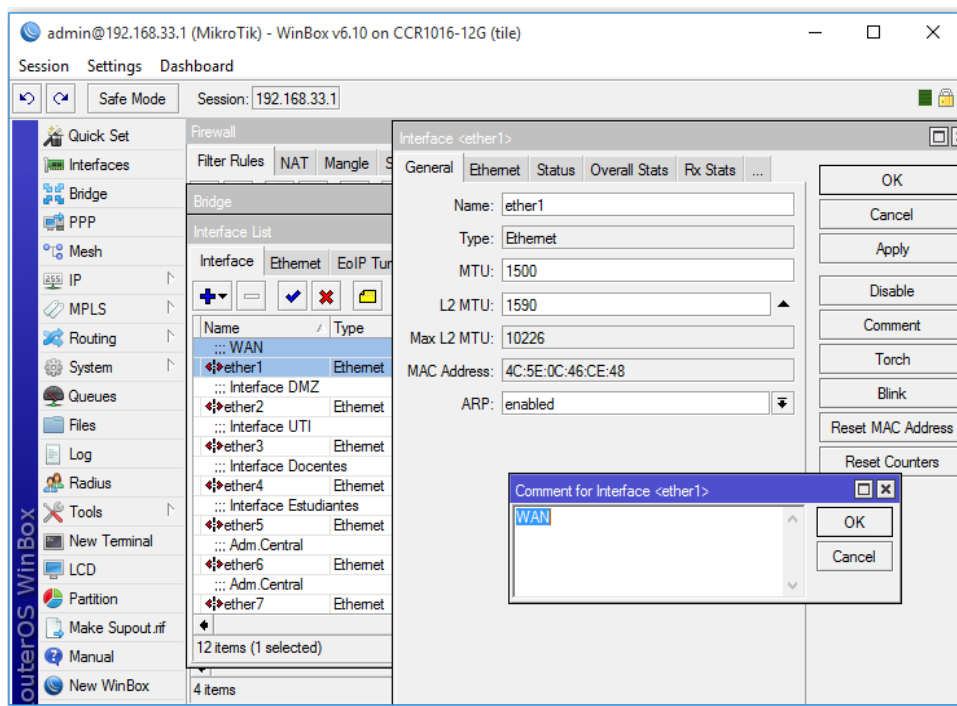 admin@192.168.33.1 (MikroTik) - WinBox v6.10 on CCR1016-12G (tile)
Session Settings Dashboard
Safe Mode Session: 192.168.33.1
RouterOS WinBox
Quick Set
Interfaces
Bridge
PPP
Mesh
IP
MPLS
Routing
System
Queues
Files
Log
Radius
Tools
New Terminal
LCD
Partition
Make Supout.rif
Manual
New WinBox
Firewall
Filter Rules NAT Mangle S
Bridge
Interface List
Interface Ethernet EoIP Tur
Name Type
;;; WAN
ether1 Ethernet
;;; Interface DMZ
ether2 Ethernet
;;; Interface UTI
ether3 Ethernet
;;; Interface Docentes
ether4 Ethernet
;;; Interface Estudiantes
ether5 Ethernet
;;; Adm.Central
ether6 Ethernet
;;; Adm.Central
ether7 Ethernet
12 items (1 selected)
4 items
Interface <ether1>
General Ethernet Status Overall Stats Rx Stats ...
Name: ether1
Type: Ethernet
MTU: 1500
L2 MTU: 1590
Max L2 MTU: 10226
MAC Address: 4C:5E:0C:46:CE:48
ARP: enabled
OK
Cancel
Apply
Disable
Comment
Torch
Blink
Reset MAC Address
Reset Counters
Comment for Interface <ether1>
WAN
OK
Cancel